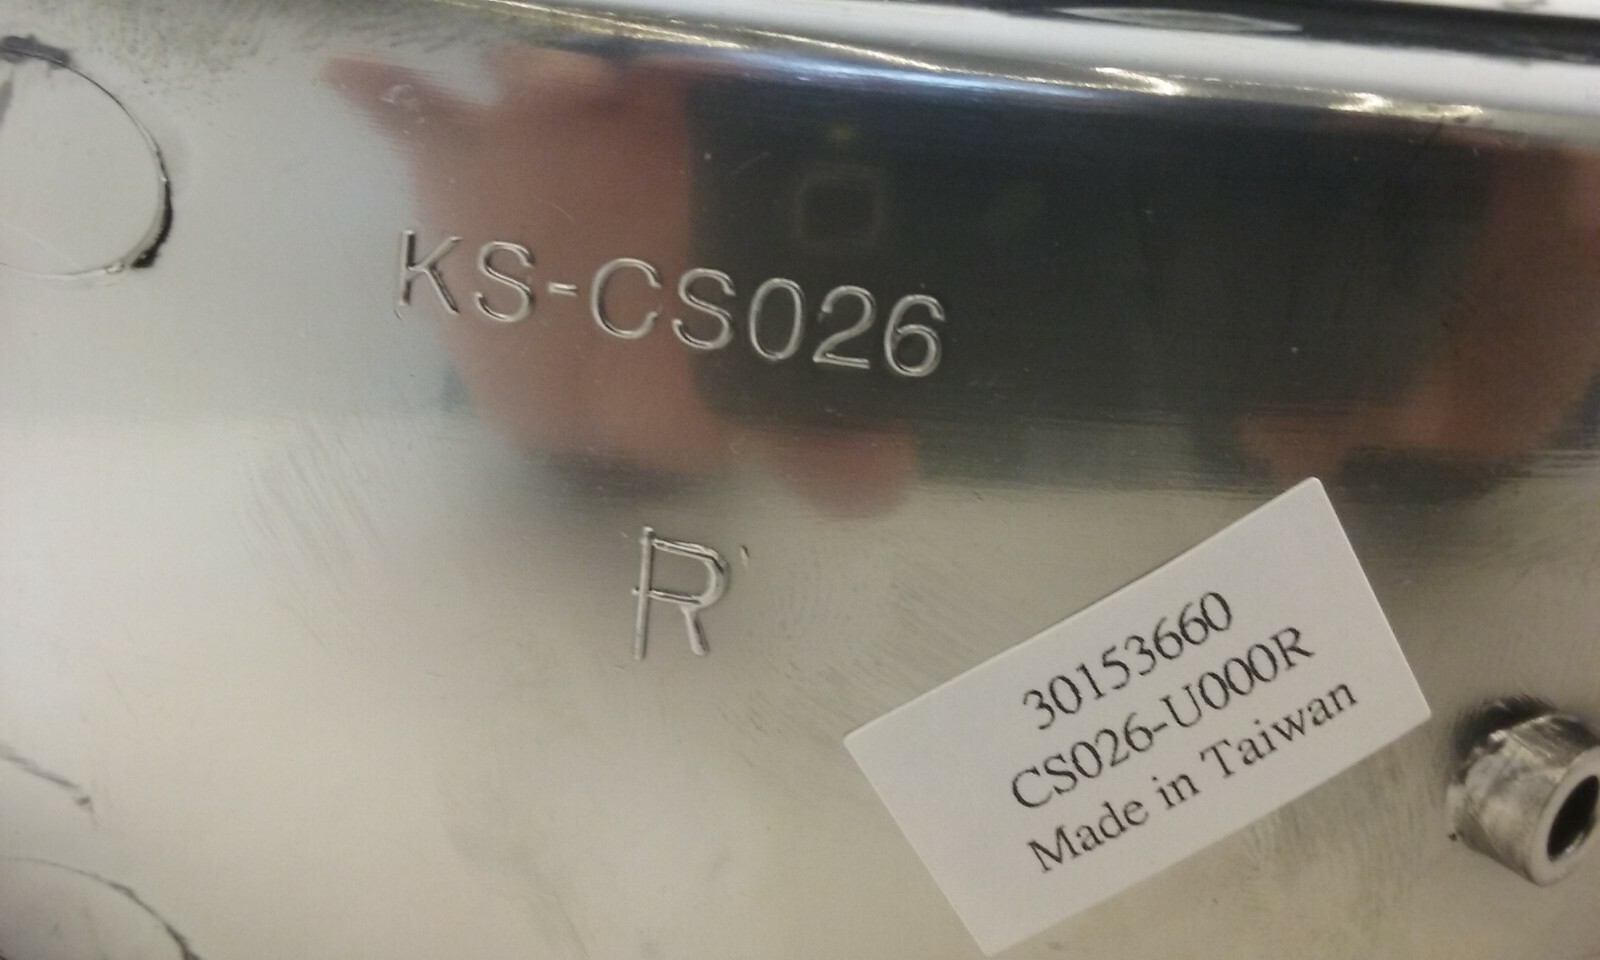 KS-CS026
R
30153660
CS026-U000R
Made in Taiwan